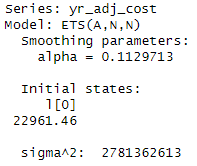 Series: yr_adj_cost
Model: ETS(A,N,N)
Smoothing parameters:
alpha = 0.1129713
Initial states:
l[0]
22961.46
sigma^2: 2781362613